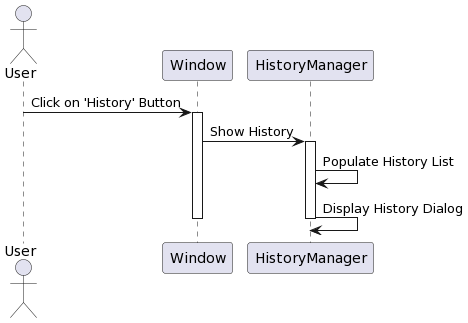 User
Window
HistoryManager
Click on 'History' Button
Show History
Populate History List
Display History Dialog
User
Window
HistoryManager